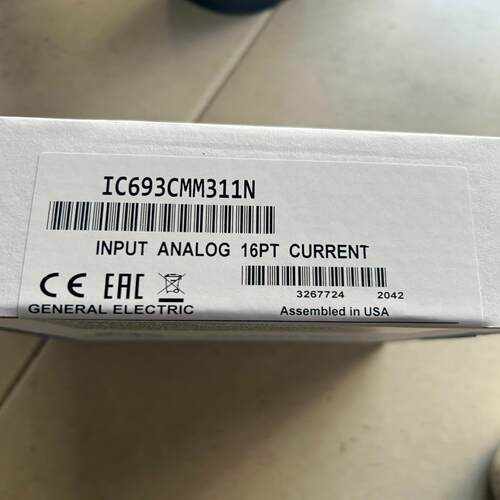 IC693CMM311N
INPUT ANALOG 16PT CURRENT
CE EAC
3267724 2042
GENERAL ELECTRIC
Assembled in USA